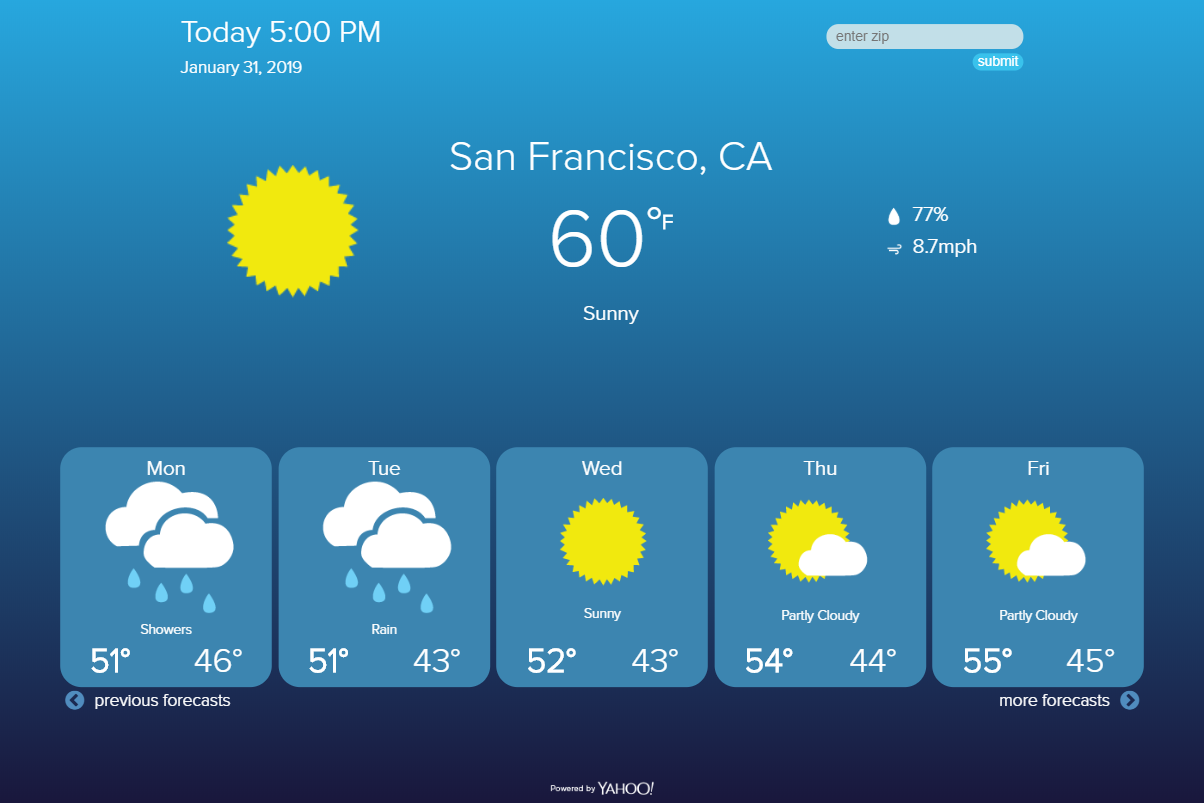 Today 5:00 PM
January 31, 2019
enter zip
submit
San Francisco, CA
60°F
Sunny
77%
8.7mph
Mon
Showers
51° 46°
Tue
Rain
51° 43°
Wed
Sunny
52° 43°
Thu
Partly Cloudy
54° 44°
Fri
Partly Cloudy
55° 45°
previous forecasts
more forecasts
Powered by YAHOO!